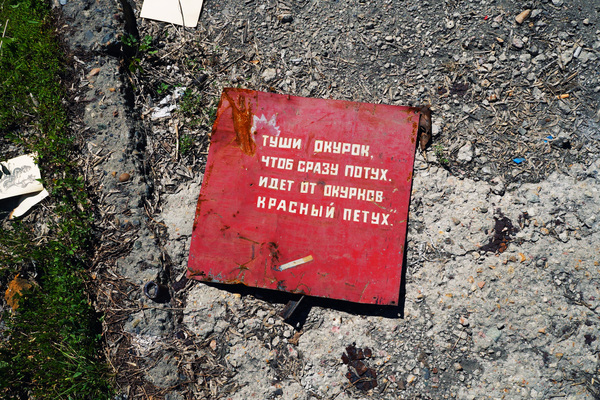 ТУШИ ОКУРОК,
ЧТОБ СРАЗУ ПОТУХ.
ИДЕТ ОТ ОКУРКОВ
КРАСНЫЙ ПЕТУХ.